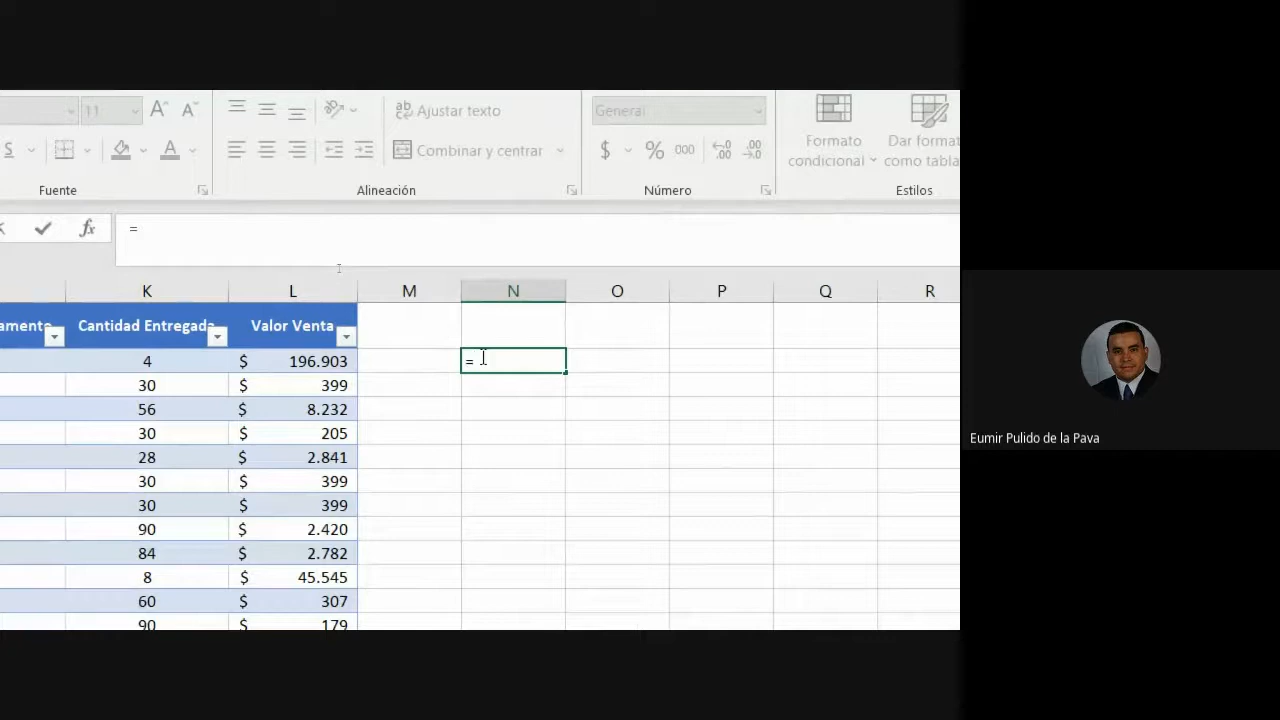 11 A A Ajustar texto General
S A Combinar y centrar $ % 000 Formato condicional Dar formato como tabla
Fuente Alineación Número Estilos
fx =
K L M N O P Q R
Cantidad Entregada Valor Venta
4 $ 196.903 =
30 $ 399
56 $ 8.232
30 $ 205
28 $ 2.841
30 $ 399
30 $ 399
90 $ 2.420
84 $ 2.782
8 $ 45.545
60 $ 307
90 $ 179
Eumir Pulido de la Pava